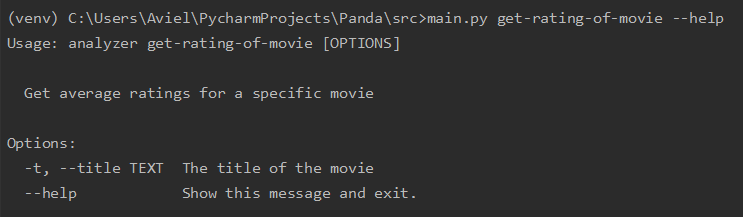 (venv) C:\Users\Aviel\PycharmProjects\Panda\src>main.py get-rating-of-movie --help
Usage: analyzer get-rating-of-movie [OPTIONS]
Get average ratings for a specific movie
Options:
-t, --title TEXT  The title of the movie
--help            Show this message and exit.